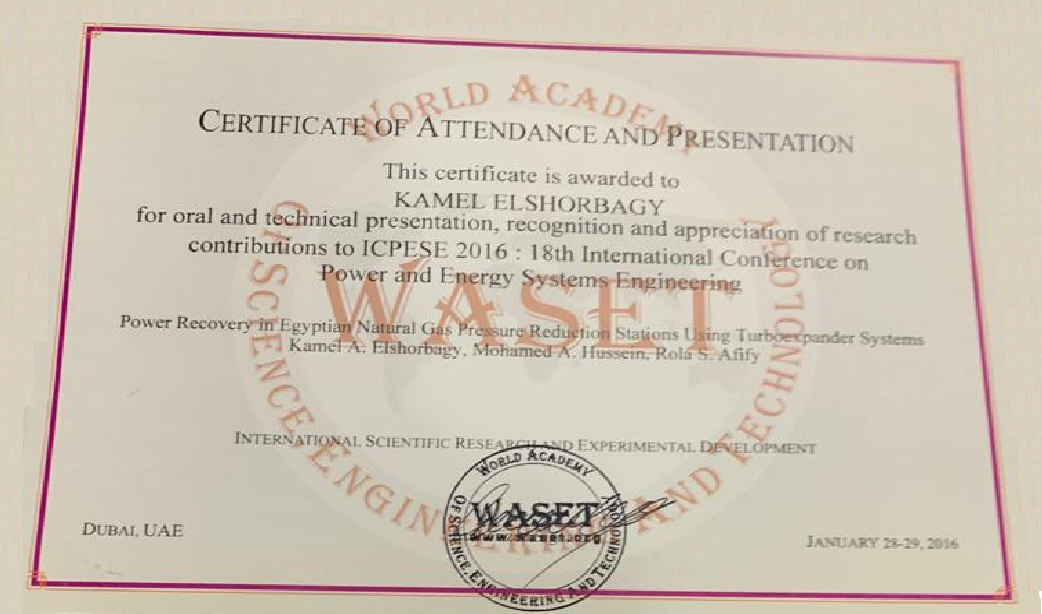 WORLD ACADEMY
OF SCIENCE, ENGINEERING AND TECHNOLOGY
WASET
CERTIFICATE OF ATTENDANCE AND PRESENTATION
This certificate is awarded to
KAMEL ELSHORBAGY
for oral and technical presentation, recognition and appreciation of research
contributions to ICPESE 2016 : 18th International Conference on
Power and Energy Systems Engineering
Power Recovery in Egyptian Natural Gas Pressure Reduction Stations Using Turboexpander Systems
Kamel A. Elshorbagy, Mohamed A. Hussein, Rola S. Afify
INTERNATIONAL SCIENTIFIC RESEARCH AND EXPERIMENTAL DEVELOPMENT
WORLD ACADEMY
WASET
www.waset.org
OF SCIENCE, ENGINEERING AND TECHNOLOGY
DUBAI, UAE
JANUARY 28-29, 2016